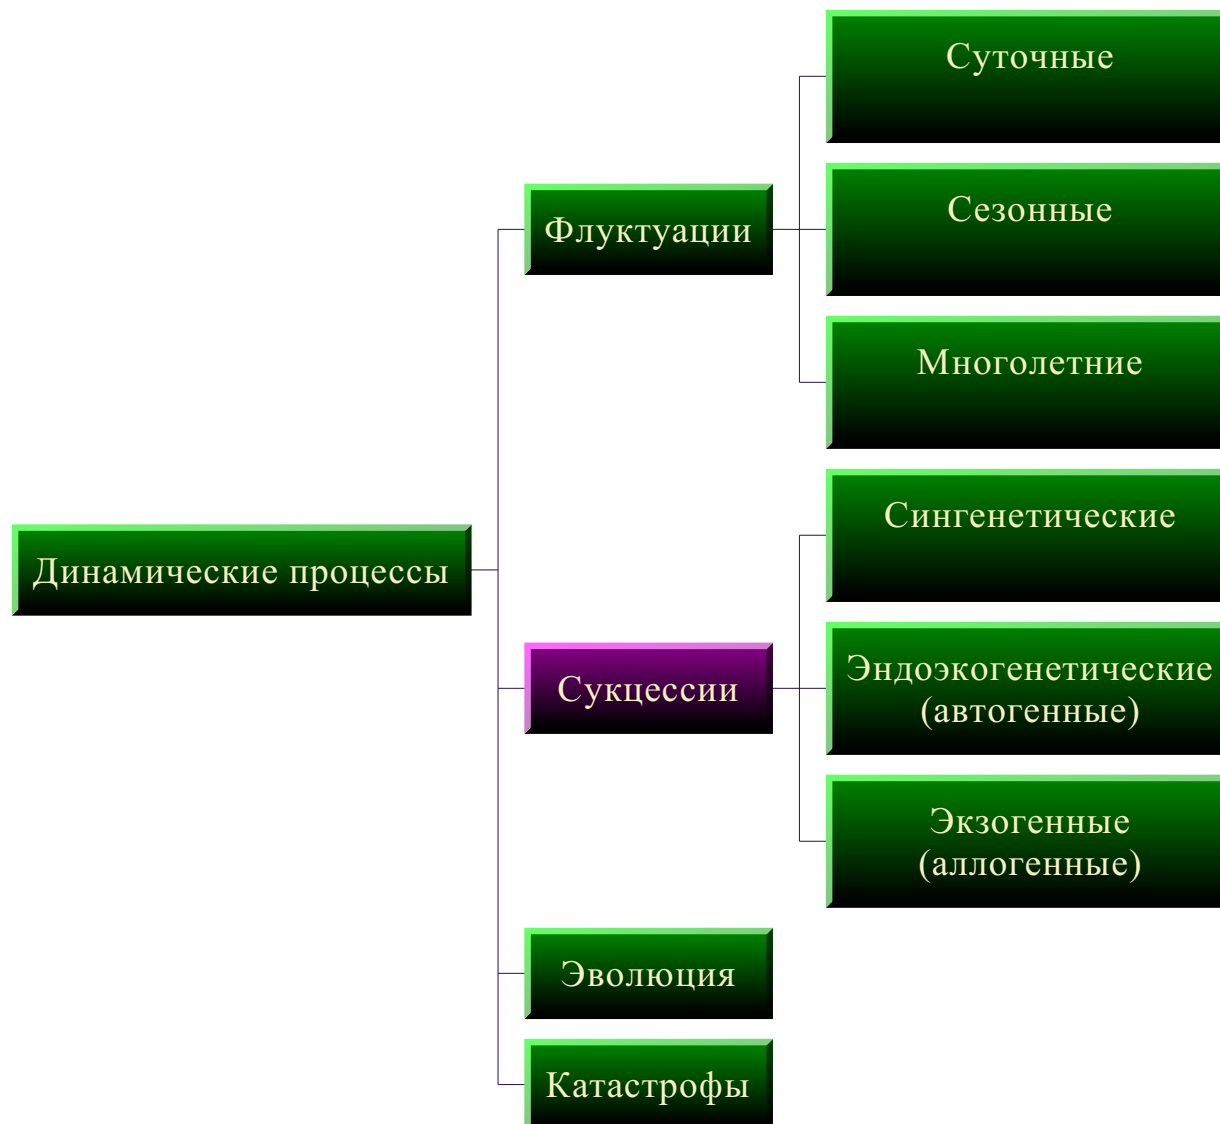 Суточные
Сезонные
Флуктуации
Многолетние
Сингенетические
Динамические процессы
Эндоэкогенетические
(автогенные)
Сукцессии
Экзогенные
(аллогенные)
Эволюция
Катастрофы